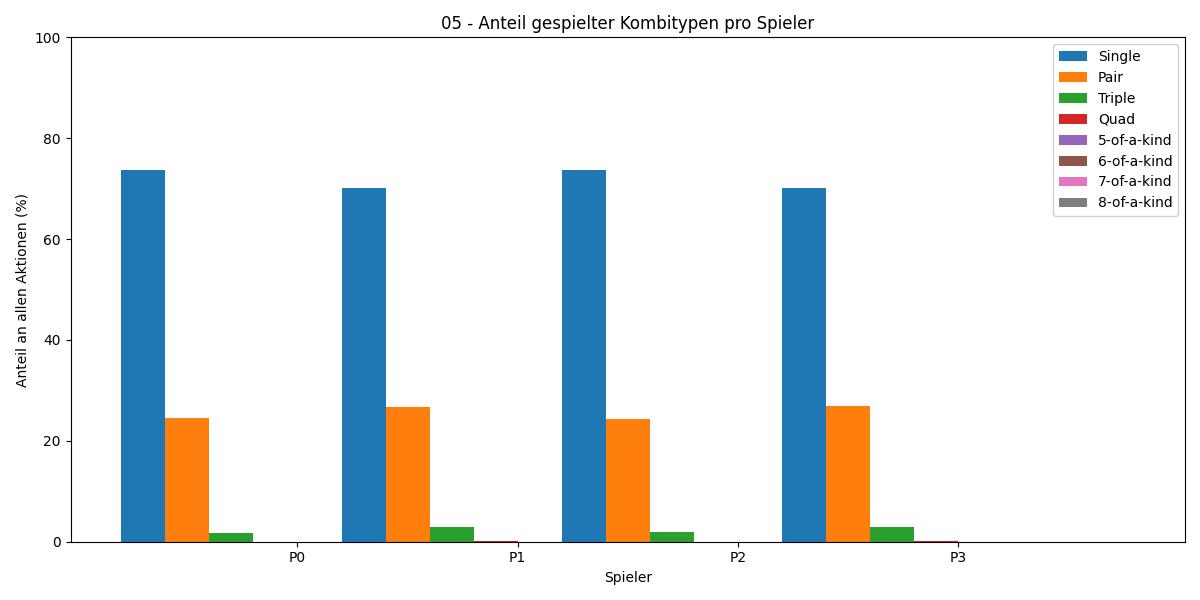 05 - Anteil gespielter Kombitypen pro Spieler
100
80
60
40
20
0
Anteil an allen Aktionen (%)
Single
Pair
Triple
Quad
5-of-a-kind
6-of-a-kind
7-of-a-kind
8-of-a-kind
P0 P1 P2 P3
Spieler